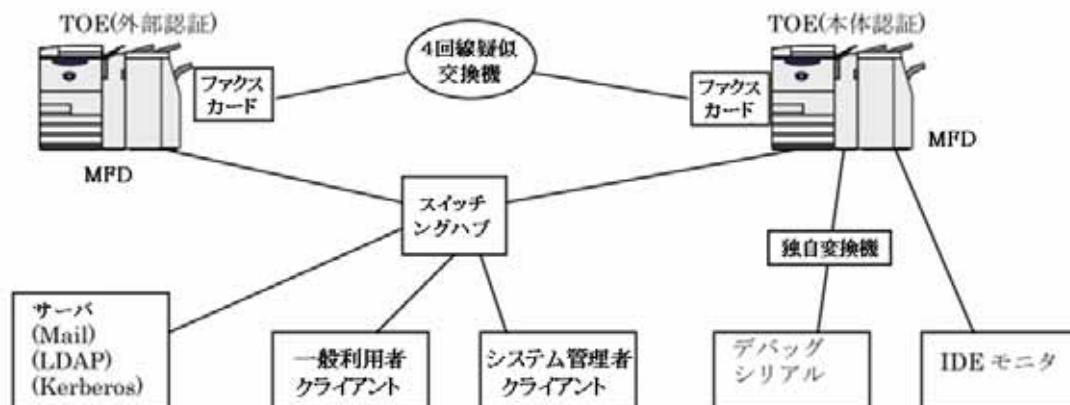 TOE(外部認証)
TOE(本体認証)
4回線疑似
交換機
ファクス
カード
ファクス
カード
MFD
MFD
スイッチ
ングハブ
独自変換機
サーバ
(Mail)
(LDAP)
(Kerberos)
一般利用者
クライアント
システム管理者
クライアント
デバッグ
シリアル
IDE モニタ